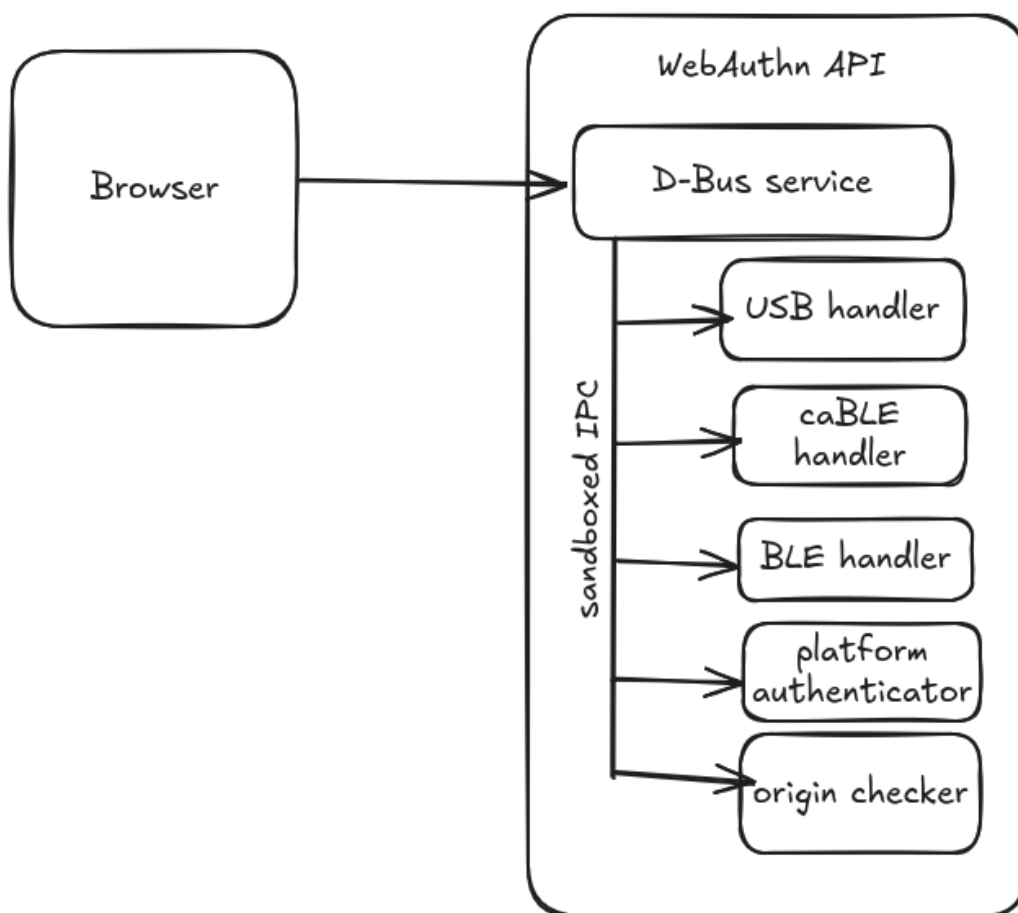 WebAuthn API
Browser
D-Bus service
USB handler
caBLE
handler
sandboxed IPC
BLE handler
platform
authenticator
origin checker